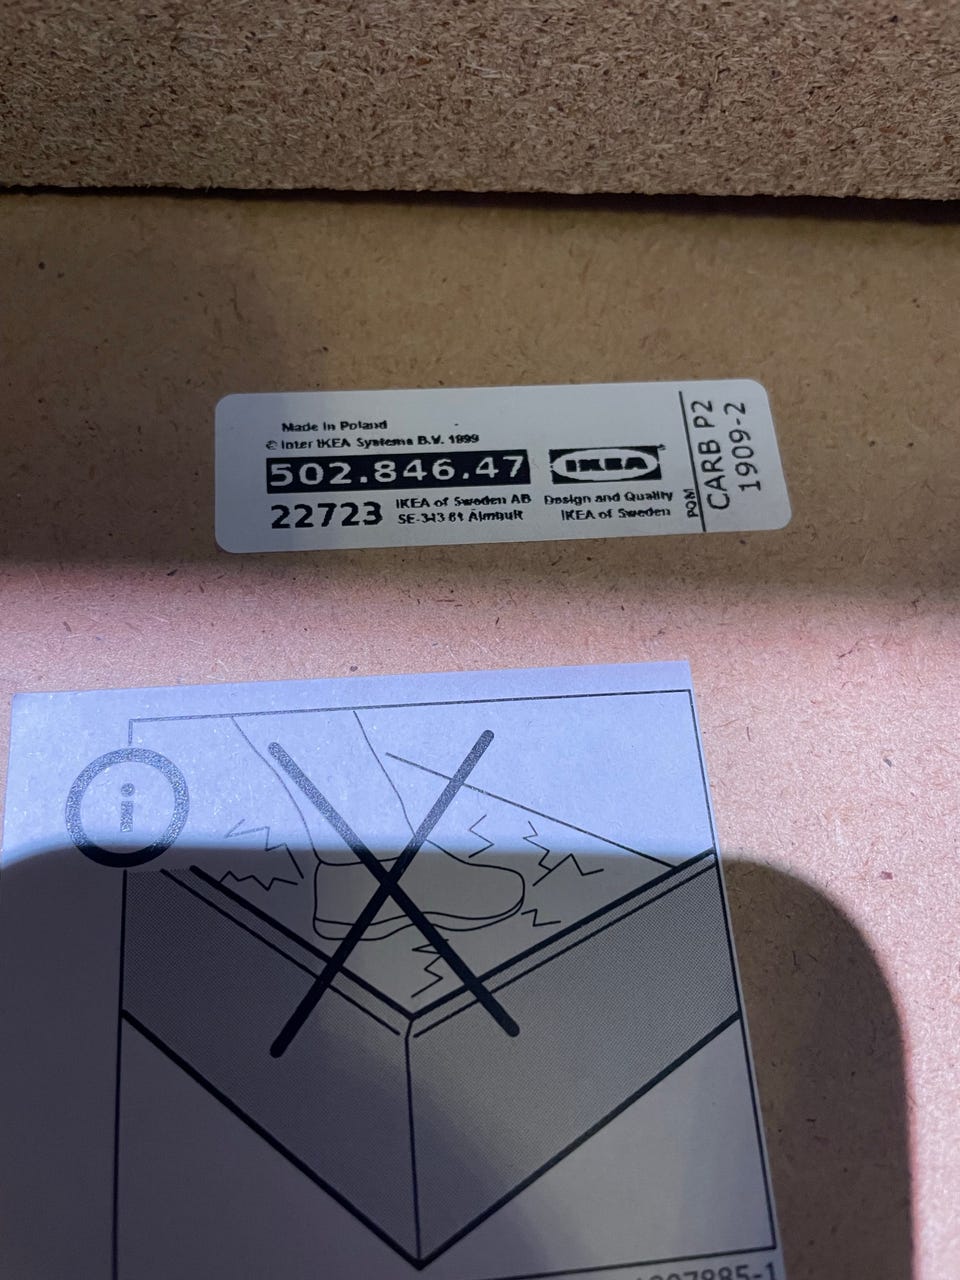 Made in Poland
© Inter IKEA Systems B.V. 1999
502.846.47
IKEA
22723
IKEA of Sweden AB
SE-343 81 Älmhult
Design and Quality
IKEA of Sweden
PQM
CARB P2
1909-2
i